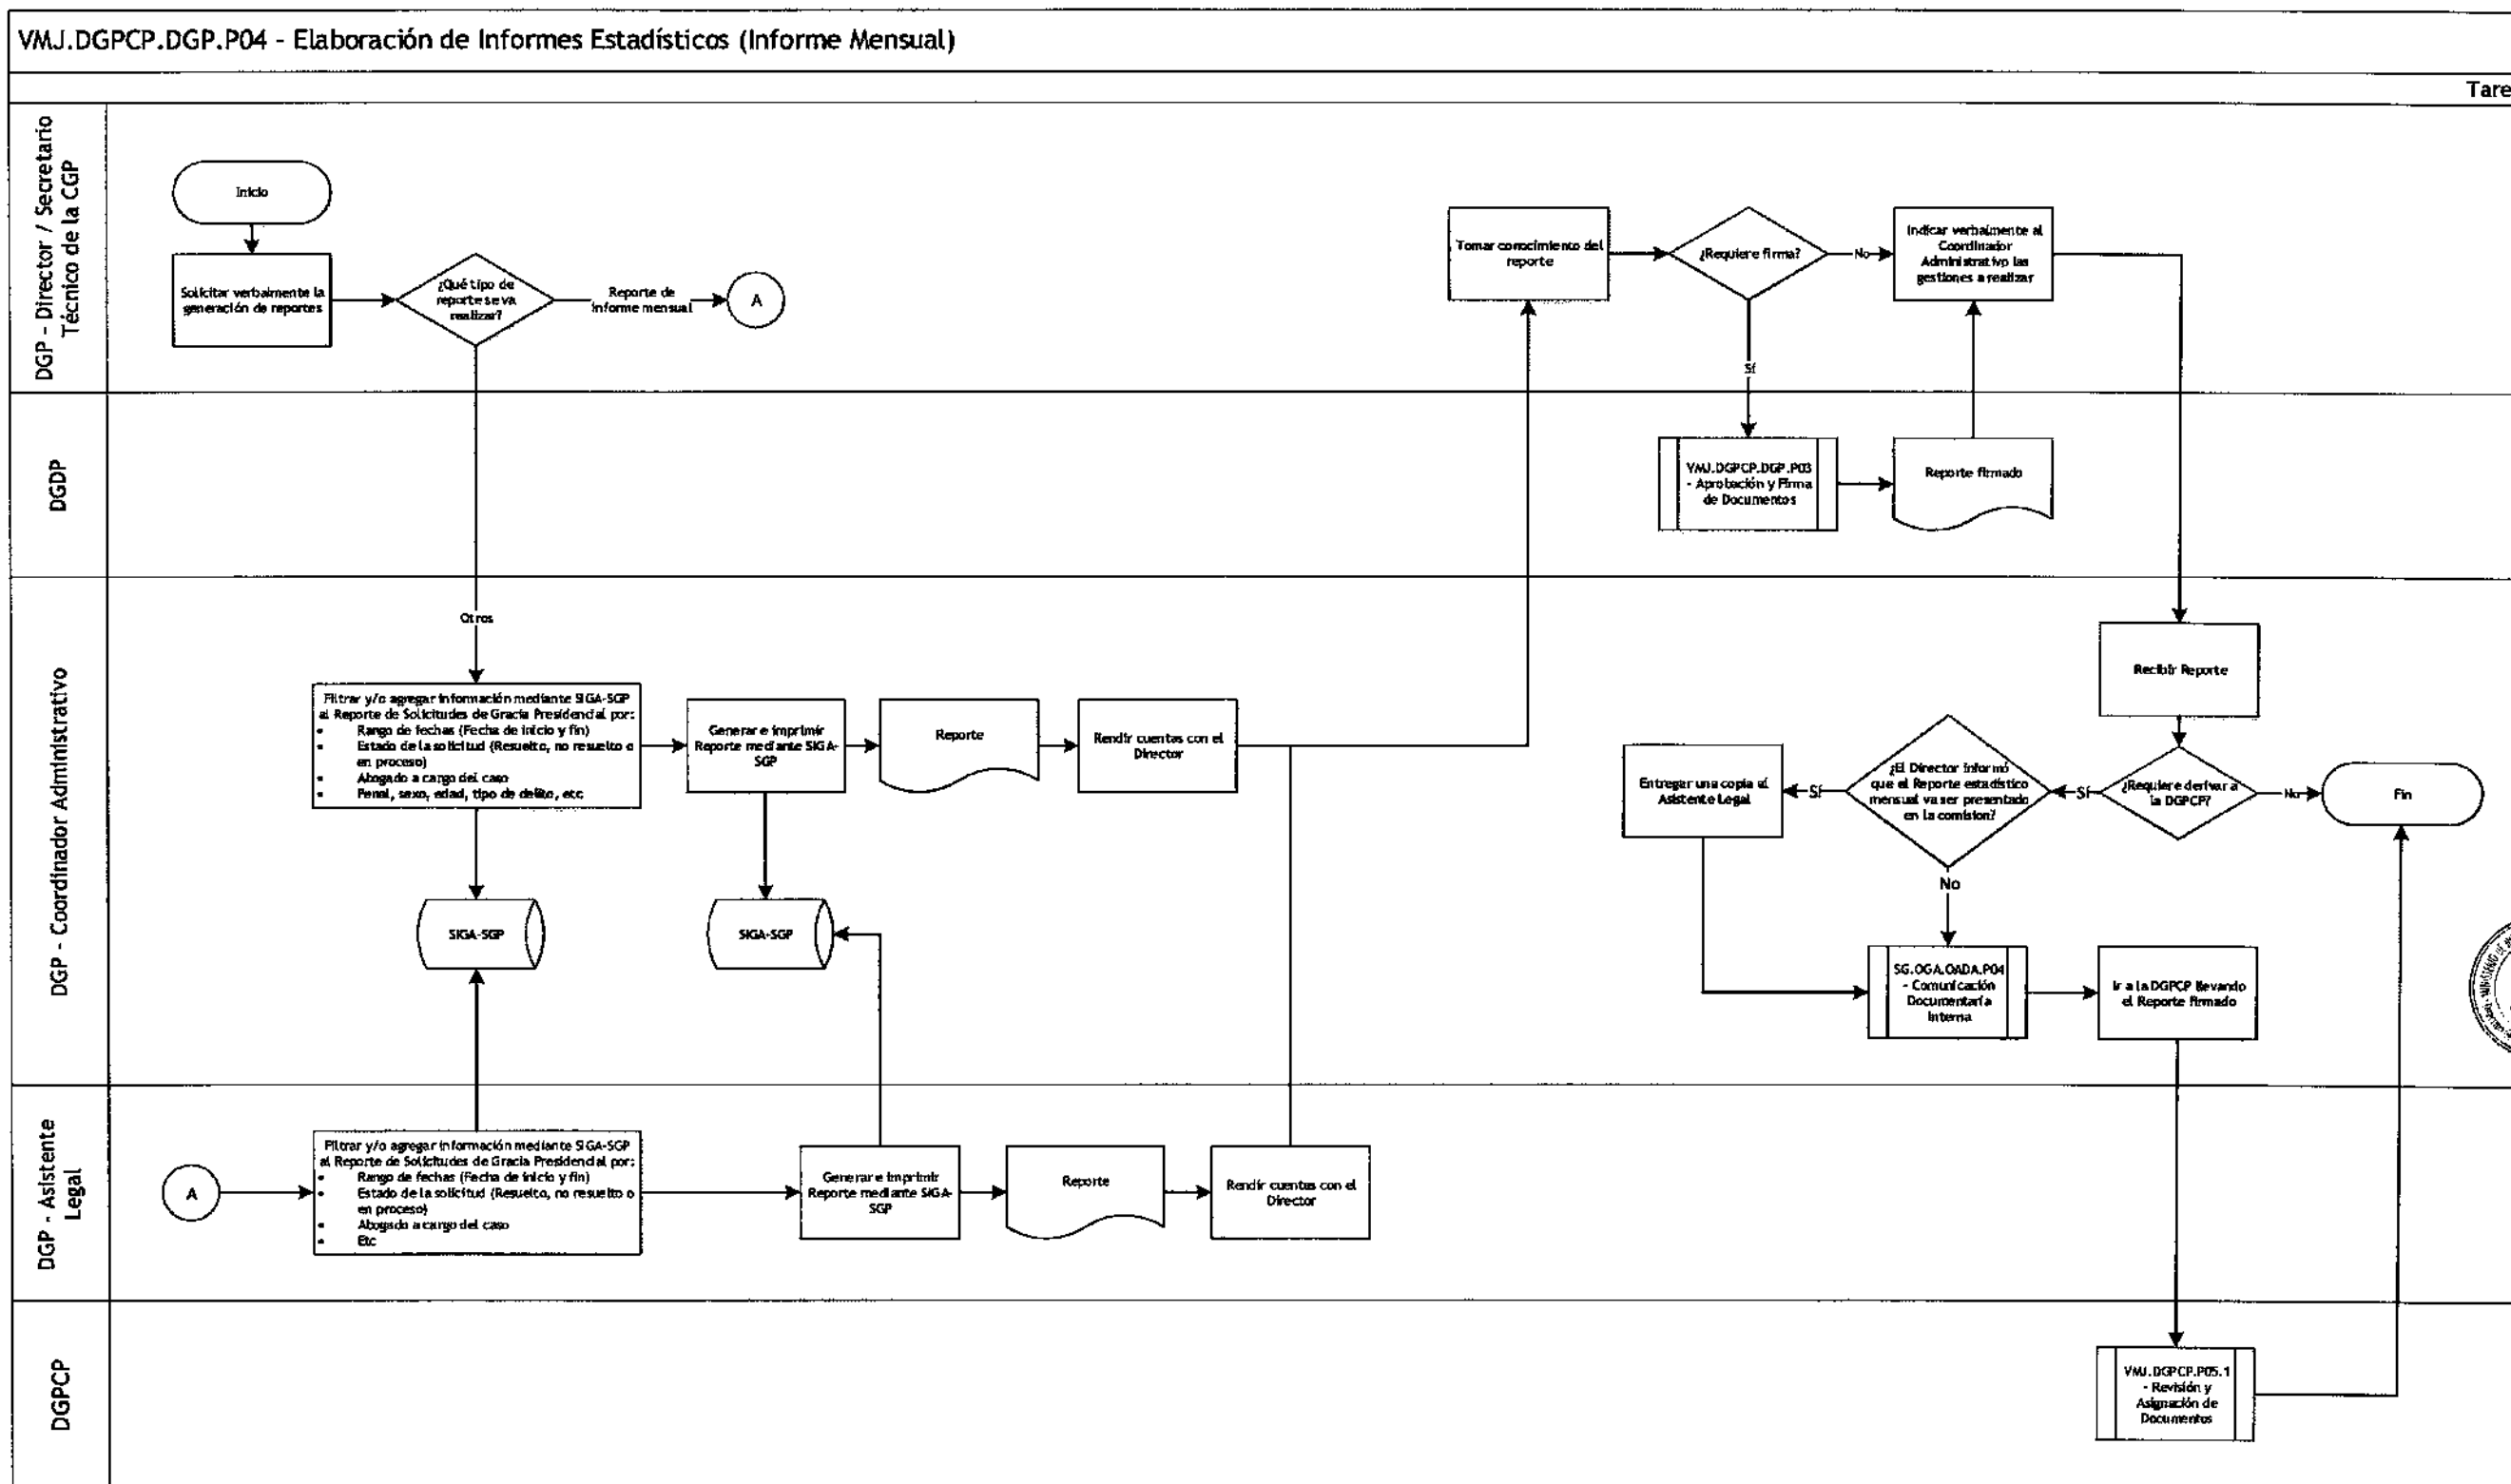 VMJ.DGPCP.DGP.P04 - Elaboración de Informes Estadísticos (Informe Mensual)
Tare
DGP - Director / Secretario
Técnico de la CGP
Inicio
Solicitar verbalmente la
generación de reportes
¿Qué tipo de
reporte se va
realizar?
Reporte de
informe mensual
A
Tomar conocimiento del
reporte
¿Requiere firma?
No
Sí
Indicar verbalmente al
Coordinador
Administrativo las
gestiones a realizar
DGDP
VMJ.DGPCP.DGP.P03
- Aprobación y Firma
de Documentos
Reporte firmado
DGP - Coordinador Administrativo
Otros
Filtrar y/o agregar información mediante SIGA-SGP
al Reporte de Solicitudes de Gracia Presidencial por:
• Rango de fechas (Fecha de inicio y fin)
• Estado de la solicitud (Resuelto, no resuelto o
en proceso)
• Abogado a cargo del caso
• Penal, sexo, edad, tipo de delito, etc
Generar e imprimir
Reporte mediante SIGA-
SGP
Reporte
Rendir cuentas con el
Director
SIGA-SGP
SIGA-SGP
Recibir Reporte
¿Requiere derivar a
la DGPCP?
No
Fin
Sí
¿El Director informó
que el Reporte estadístico
mensual va ser presentado
en la comision?
Sí
Entregar una copia al
Asistente Legal
No
SG.OGA.OADA.P04
- Comunicación
Documentaría
Interna
Ir a la DGPCP llevando
el Reporte firmado
DGP - Asistente
Legal
A
Filtrar y/o agregar información mediante SIGA-SGP
al Reporte de Solicitudes de Gracia Presidencial por:
• Rango de fechas (Fecha de inicio y fin)
• Estado de la solicitud (Resuelto, no resuelto o
en proceso)
• Abogado a cargo del caso
• Etc
Generar e imprimir
Reporte mediante SIGA-
SGP
Reporte
Rendir cuentas con el
Director
DGPCP
VMJ.DGPCP.P05.1
- Revisión y
Asignación de
Documentos